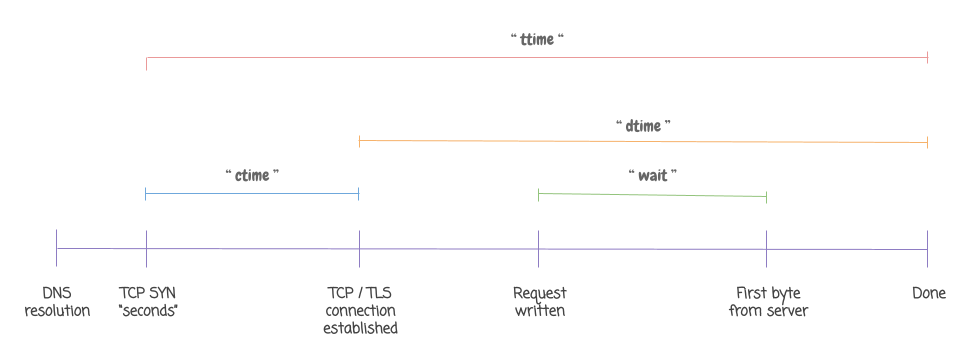 “ ttime “
“ dtime ”
“ ctime ”
“ wait ”
DNS
resolution
TCP SYN
"seconds"
TCP / TLS
connection
established
Request
written
First byte
from server
Done